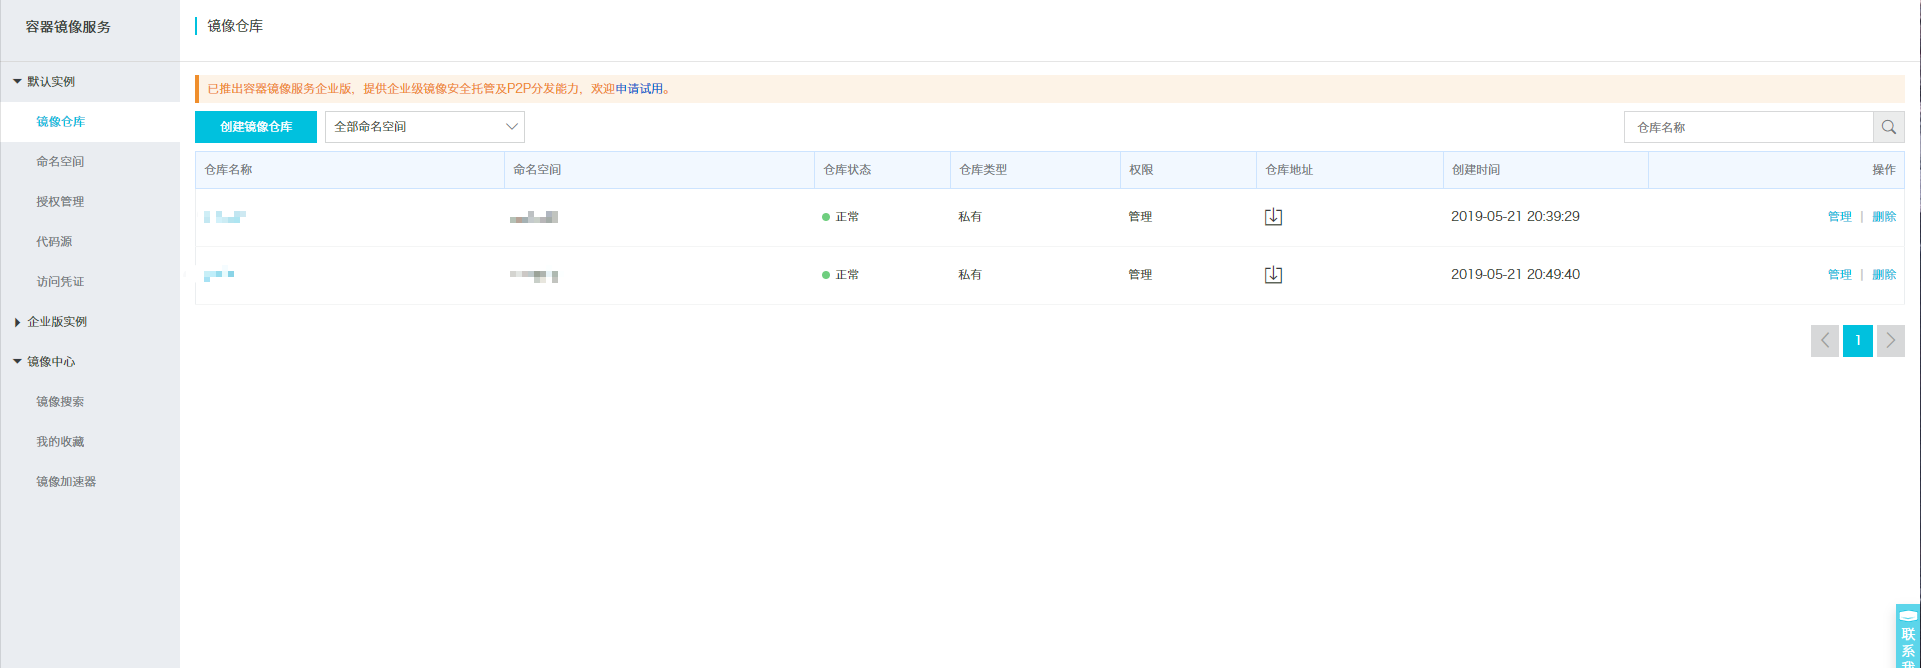 容器镜像服务
默认实例
镜像仓库
命名空间
授权管理
代码源
访问凭证
企业版实例
镜像中心
镜像搜索
我的收藏
镜像加速器
镜像仓库
已推出容器镜像服务企业版，提供企业级镜像安全托管及P2P分发能力，欢迎申请试用。
创建镜像仓库 全部命名空间 仓库名称
仓库名称 命名空间 仓库状态 仓库类型 权限 仓库地址 创建时间 操作
正常 私有 管理 2019-05-21 20:39:29 管理 | 删除
正常 私有 管理 2019-05-21 20:49:40 管理 | 删除
1
联
系
我